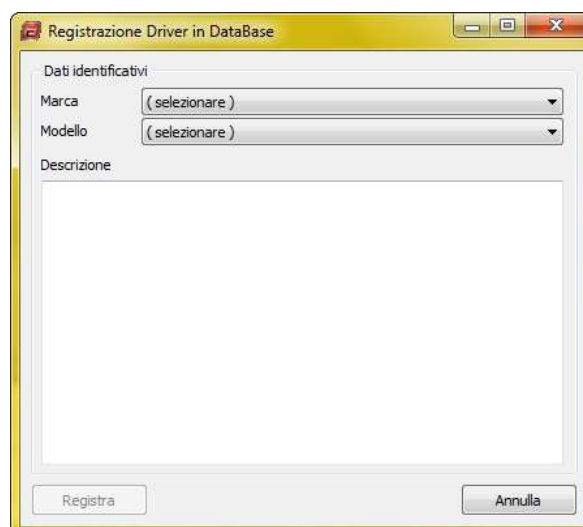 Registrazione Driver in DataBase
Dati identificativi
Marca ( selezionare )
Modello ( selezionare )
Descrizione
Registra Annulla